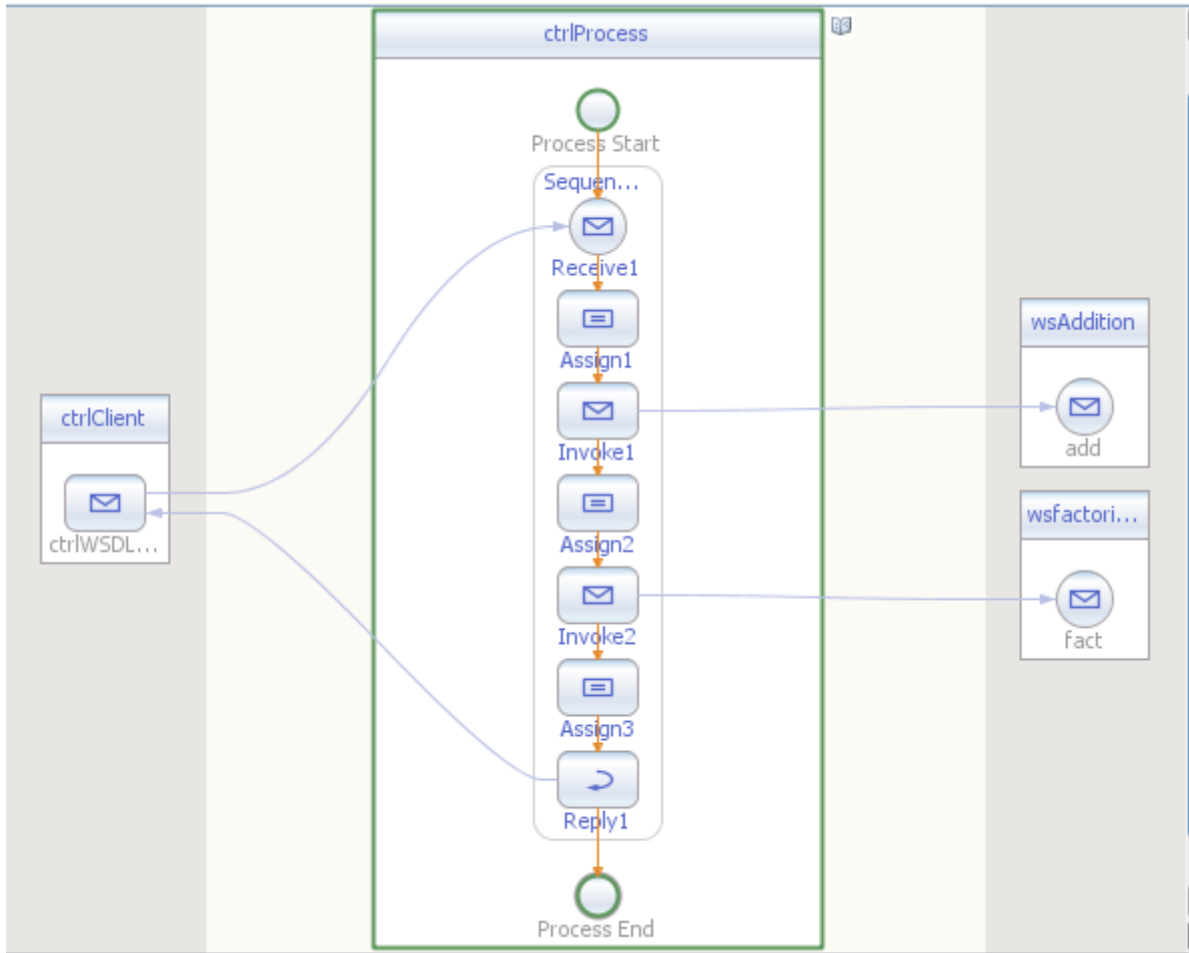 ctrlProcess
Process Start
Sequen...
Receive1
Assign1
Invoke1
Assign2
Invoke2
Assign3
Reply1
Process End
ctrlClient
ctrlWSDL...
wsAddition
add
wsfactori...
fact